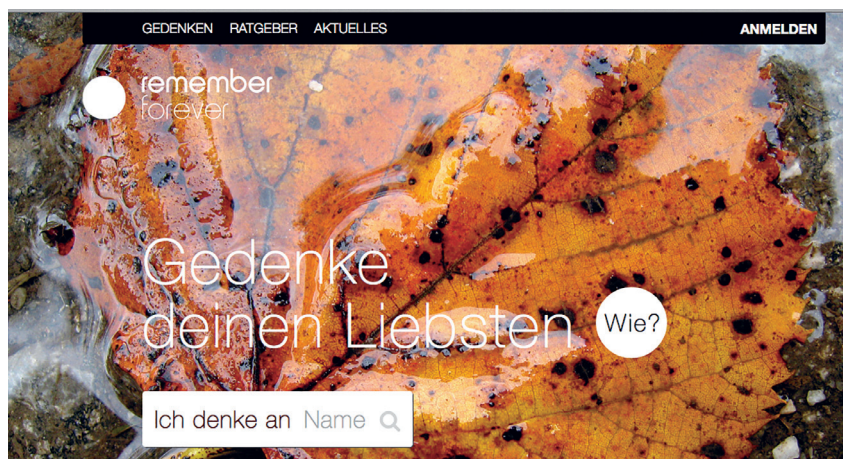 GEDENKEN RATGEBER AKTUELLES ANMELDEN
remember
forever
Gedenke
deinen Liebsten
Wie?
Ich denke an Name